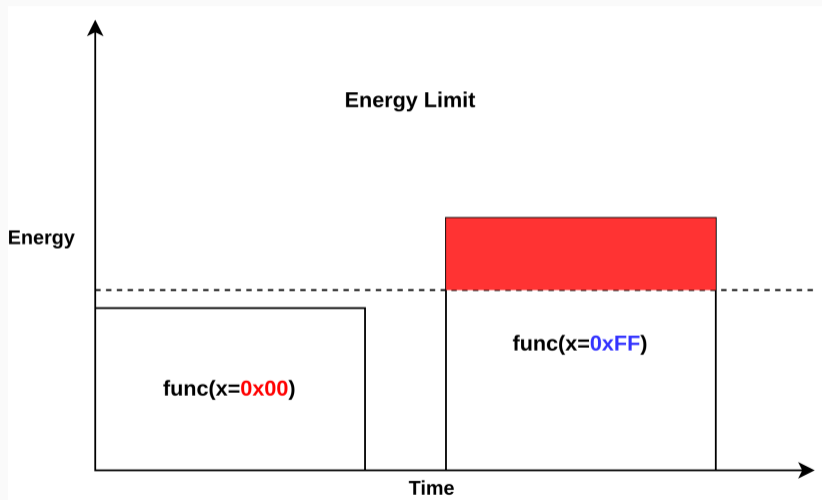 Energy Limit
Energy
func(x=0xFF)
func(x=0x00)
Time